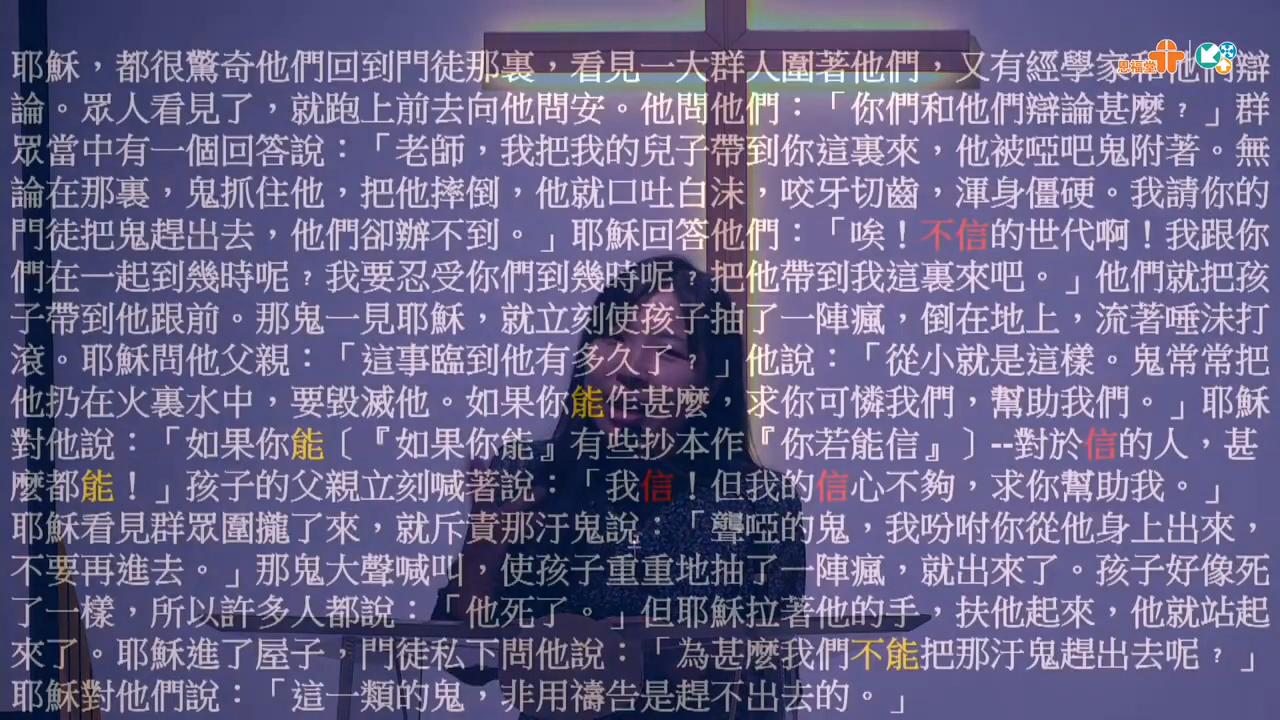 恩福堂
耶穌，都很驚奇他們回到門徒那裏，看見一大群人圍著他們，又有經學家和他們辯
論。眾人看見了，就跑上前去向他問安。他問他們：「你們和他們辯論甚麼﹖」群
眾當中有一個回答說：「老師，我把我的兒子帶到你這裏來，他被啞吧鬼附著。無
論在那裏，鬼抓住他，把他摔倒，他就口吐白沫，咬牙切齒，渾身僵硬。我請你的
門徒把鬼趕出去，他們卻辦不到。」耶穌回答他們：「唉！不信的世代啊！我跟你
們在一起到幾時呢﹖我要忍受你們到幾時呢﹖把他帶到我這裏來吧。」他們就把孩
子帶到他跟前。那鬼一見耶穌，就立刻使孩子抽了一陣瘋，倒在地上，流著唾沫打
滾。耶穌問他父親：「這事臨到他有多久了﹖」他說：「從小就是這樣。鬼常常把
他扔在火裏水中，要毀滅他。如果你能作甚麼，求你可憐我們，幫助我們。」耶穌
對他說：「如果你能〔『如果你能』有些抄本作『你若能信』〕--對於信的人，甚
麼都能！」孩子的父親立刻喊著說：「我信！但我的信心不夠，求你幫助我。」
耶穌看見群眾圍攏了來，就斥責那汙鬼說：「聾啞的鬼，我吩咐你從他身上出來，
不要再進去。」那鬼大聲喊叫，使孩子重重地抽了一陣瘋，就出來了。孩子好像死
了一樣，所以許多人都說：「他死了。」但耶穌拉著他的手，扶他起來，他就站起
來了。耶穌進了屋子，門徒私下問他說：「為甚麼我們不能把那汙鬼趕出去呢﹖」
耶穌對他們說：「這一類的鬼，非用禱告是趕不出去的。」